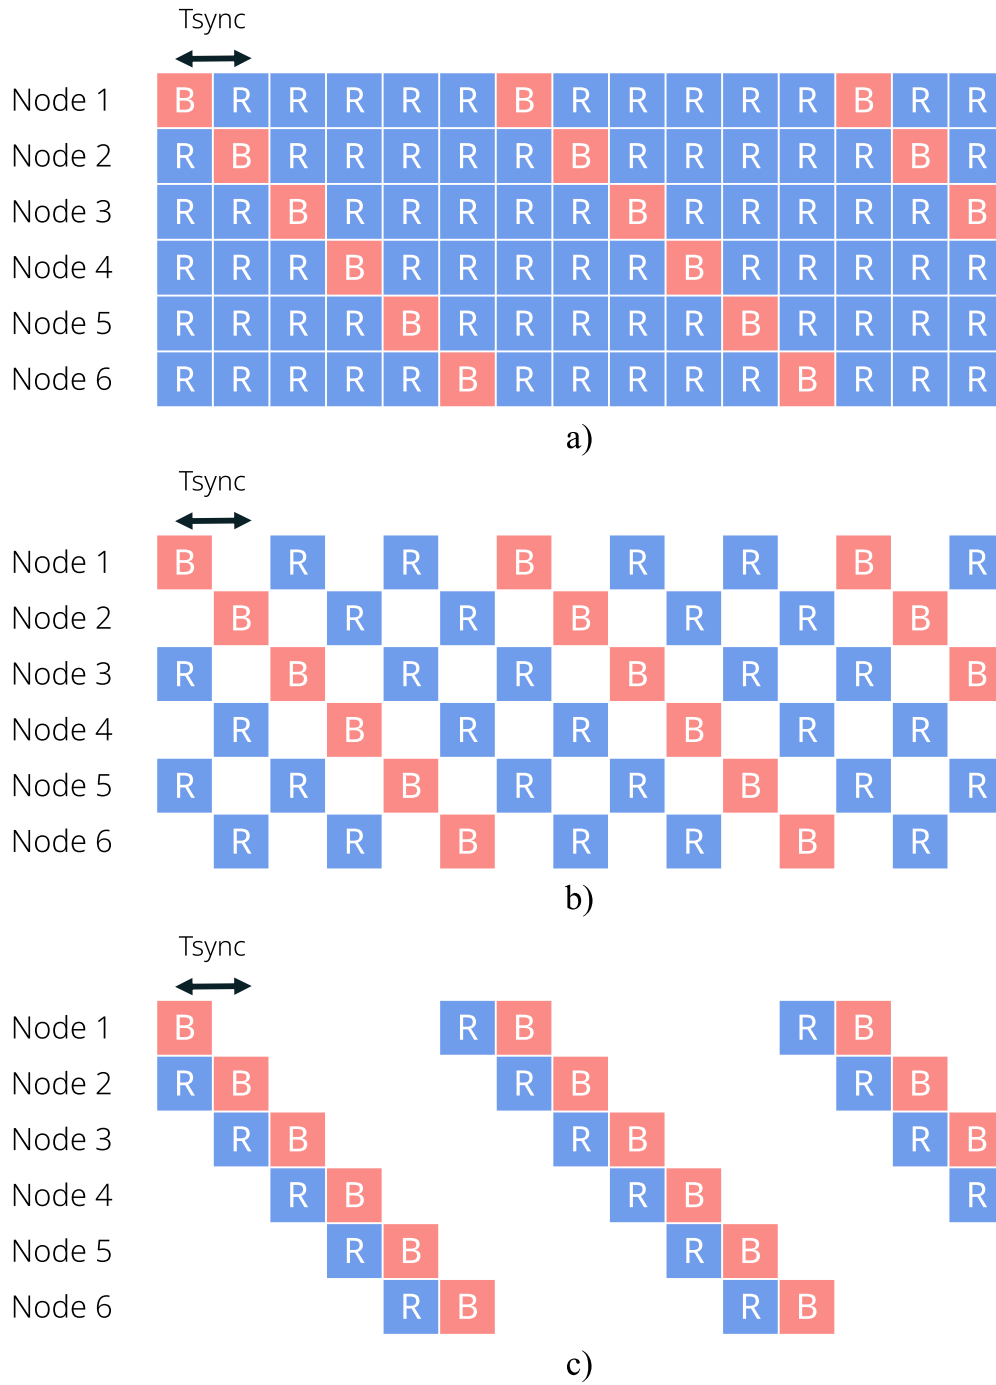 Tsync
Node 1 B R R R R R B R R R R R B R R
Node 2 R B R R R R R B R R R R R B R
Node 3 R R B R R R R R B R R R R R B
Node 4 R R R B R R R R R B R R R R R
Node 5 R R R R B R R R R R B R R R R
Node 6 R R R R R B R R R R R B R R R
a)
Tsync
Node 1 B R R B R R B R
Node 2 B R R B R R B
Node 3 R B R R B R R B
Node 4 R B R R B R R
Node 5 R R B R R B R R
Node 6 R R B R R B R
b)
Tsync
Node 1 B R B R B
Node 2 R B R B R B
Node 3 R B R B R B
Node 4 R B R B R
Node 5 R B R B
Node 6 R B R B
c)